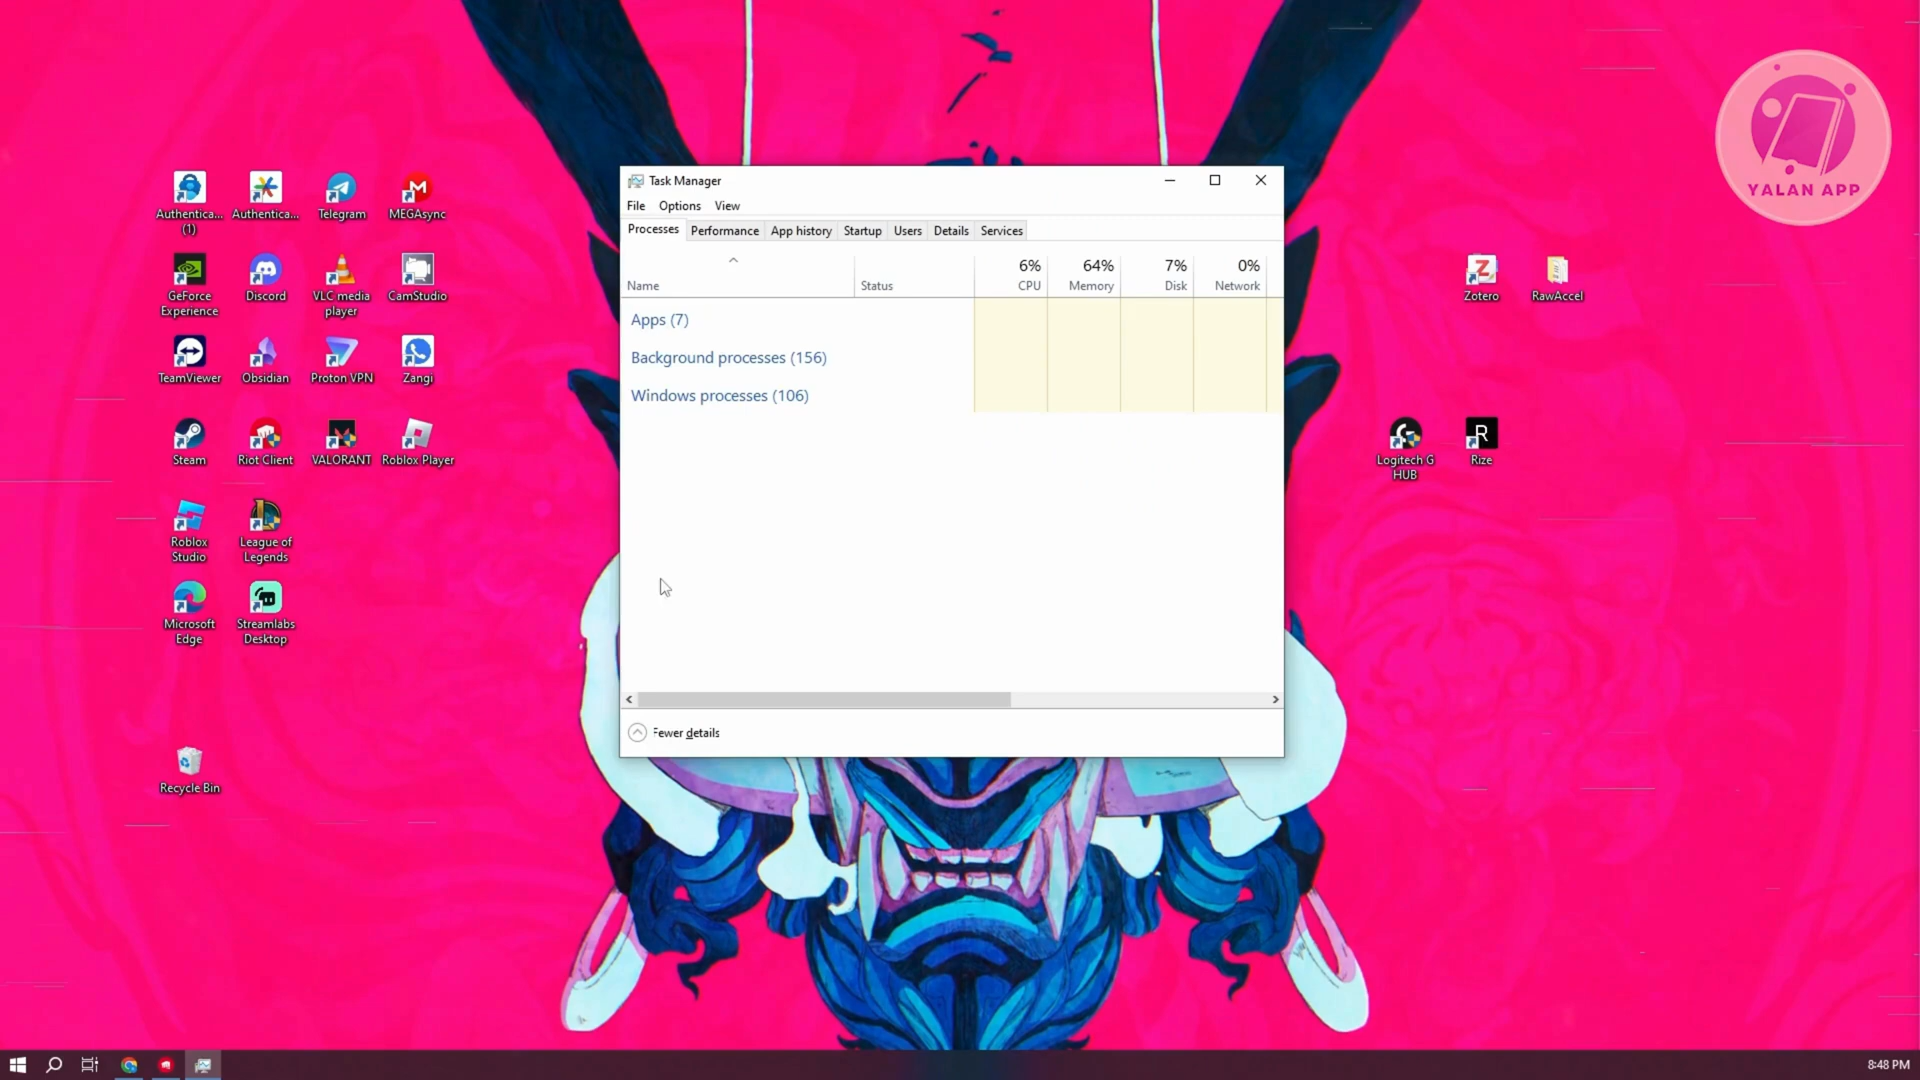 YALAN APP
Authentica...
(1)
Authentica...
Telegram
MEGAsync
GeForce
Experience
Discord
VLC media
player
CamStudio
TeamViewer
Obsidian
Proton VPN
Zangi
Steam
Riot Client
VALORANT
Roblox Player
Roblox
Studio
League of
Legends
Microsoft
Edge
Streamlabs
Desktop
Recycle Bin
Task Manager
File Options View
Processes Performance App history Startup Users Details Services
6% 64% 7% 0%
Name Status CPU Memory Disk Network
Apps (7)
Background processes (156)
Windows processes (106)
Fewer details
Zotero
RawAccel
Logitech G
HUB
Rize
8:48 PM